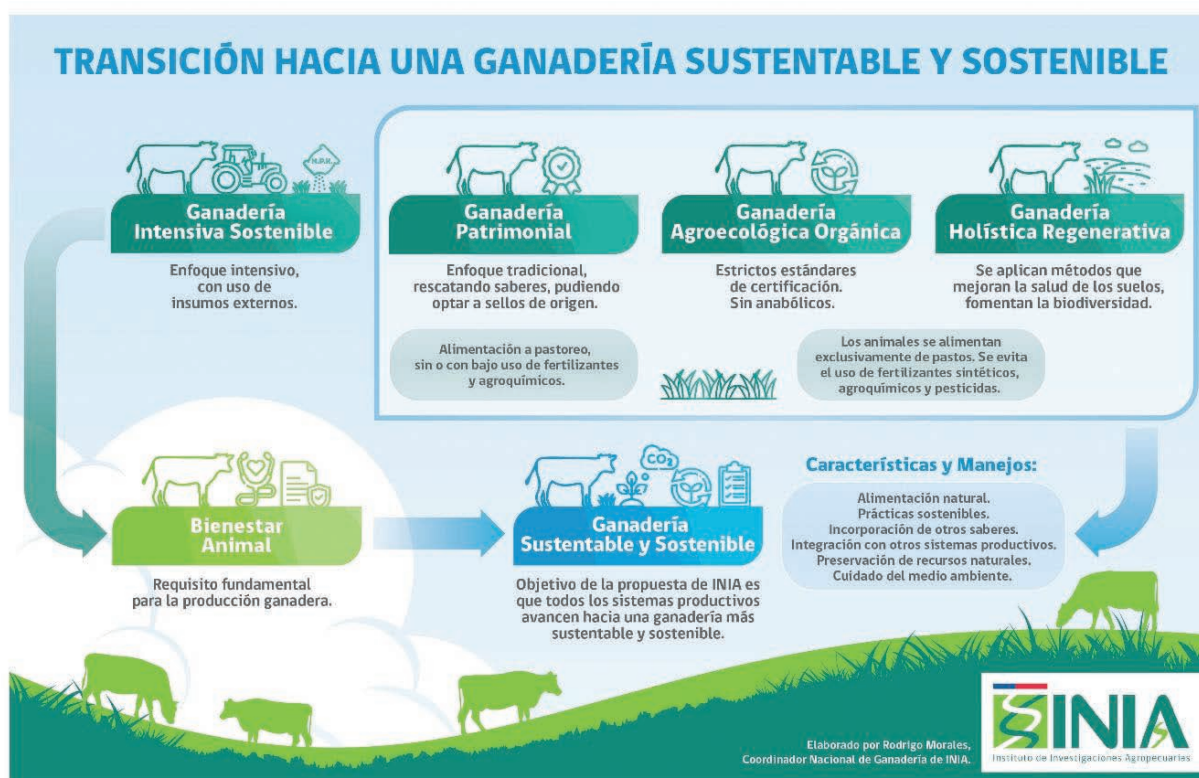 TRANSICIÓN HACIA UNA GANADERÍA SUSTENTABLE Y SOSTENIBLE
N.P.K.
Ganadería
Intensiva Sostenible
Enfoque intensivo,
con uso de
insumos externos.
Ganadería
Patrimonial
Enfoque tradicional,
rescatando saberes, pudiendo
optar a sellos de origen.
Ganadería
Agroecológica Orgánica
Estrictos estándares
de certificación.
Sin anabólicos.
Ganadería
Holística Regenerativa
Se aplican métodos que
mejoran la salud de los suelos,
fomentan la biodiversidad.
Alimentación a pastoreo,
sin o con bajo uso de fertilizantes
y agroquímicos.
Los animales se alimentan
exclusivamente de pastos. Se evita
el uso de fertilizantes sintéticos,
agroquímicos y pesticidas.
Bienestar
Animal
Requisito fundamental
para la producción ganadera.
CO₂
Ganadería
Sustentable y Sostenible
Objetivo de la propuesta de INIA es
que todos los sistemas productivos
avancen hacia una ganadería más
sustentable y sostenible.
Características y Manejos:
Alimentación natural.
Prácticas sostenibles.
Incorporación de otros saberes.
Integración con otros sistemas productivos.
Preservación de recursos naturales.
Cuidado del medio ambiente.
Elaborado por Rodrigo Morales,
Coordinador Nacional de Ganadería de INIA.
INIA
Instituto de Investigaciones Agropecuarias